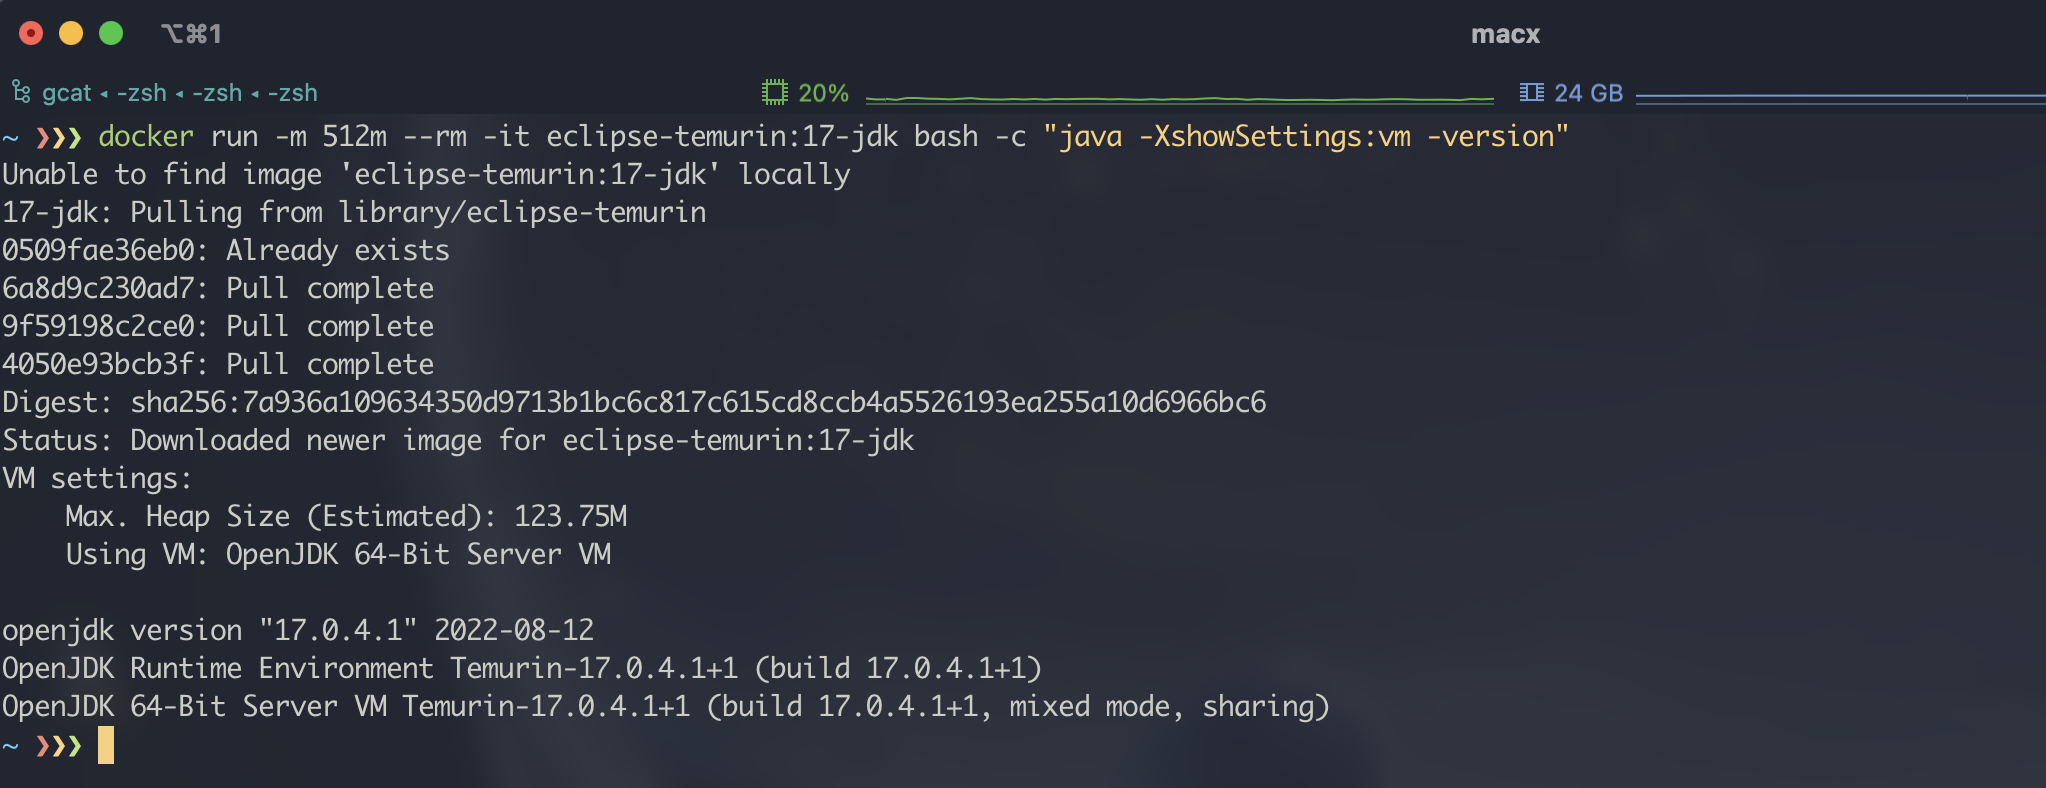 ⌥⌘1
macx
gcat ◂ -zsh ◂ -zsh ◂ -zsh
20%
24 GB
~ ❯❯❯ docker run -m 512m --rm -it eclipse-temurin:17-jdk bash -c "java -XshowSettings:vm -version"
Unable to find image 'eclipse-temurin:17-jdk' locally
17-jdk: Pulling from library/eclipse-temurin
0509fae36eb0: Already exists
6a8d9c230ad7: Pull complete
9f59198c2ce0: Pull complete
4050e93bcb3f: Pull complete
Digest: sha256:7a936a109634350d9713b1bc6c817c615cd8ccb4a5526193ea255a10d6966bc6
Status: Downloaded newer image for eclipse-temurin:17-jdk
VM settings:
    Max. Heap Size (Estimated): 123.75M
    Using VM: OpenJDK 64-Bit Server VM
openjdk version "17.0.4.1" 2022-08-12
OpenJDK Runtime Environment Temurin-17.0.4.1+1 (build 17.0.4.1+1)
OpenJDK 64-Bit Server VM Temurin-17.0.4.1+1 (build 17.0.4.1+1, mixed mode, sharing)
~ ❯❯❯